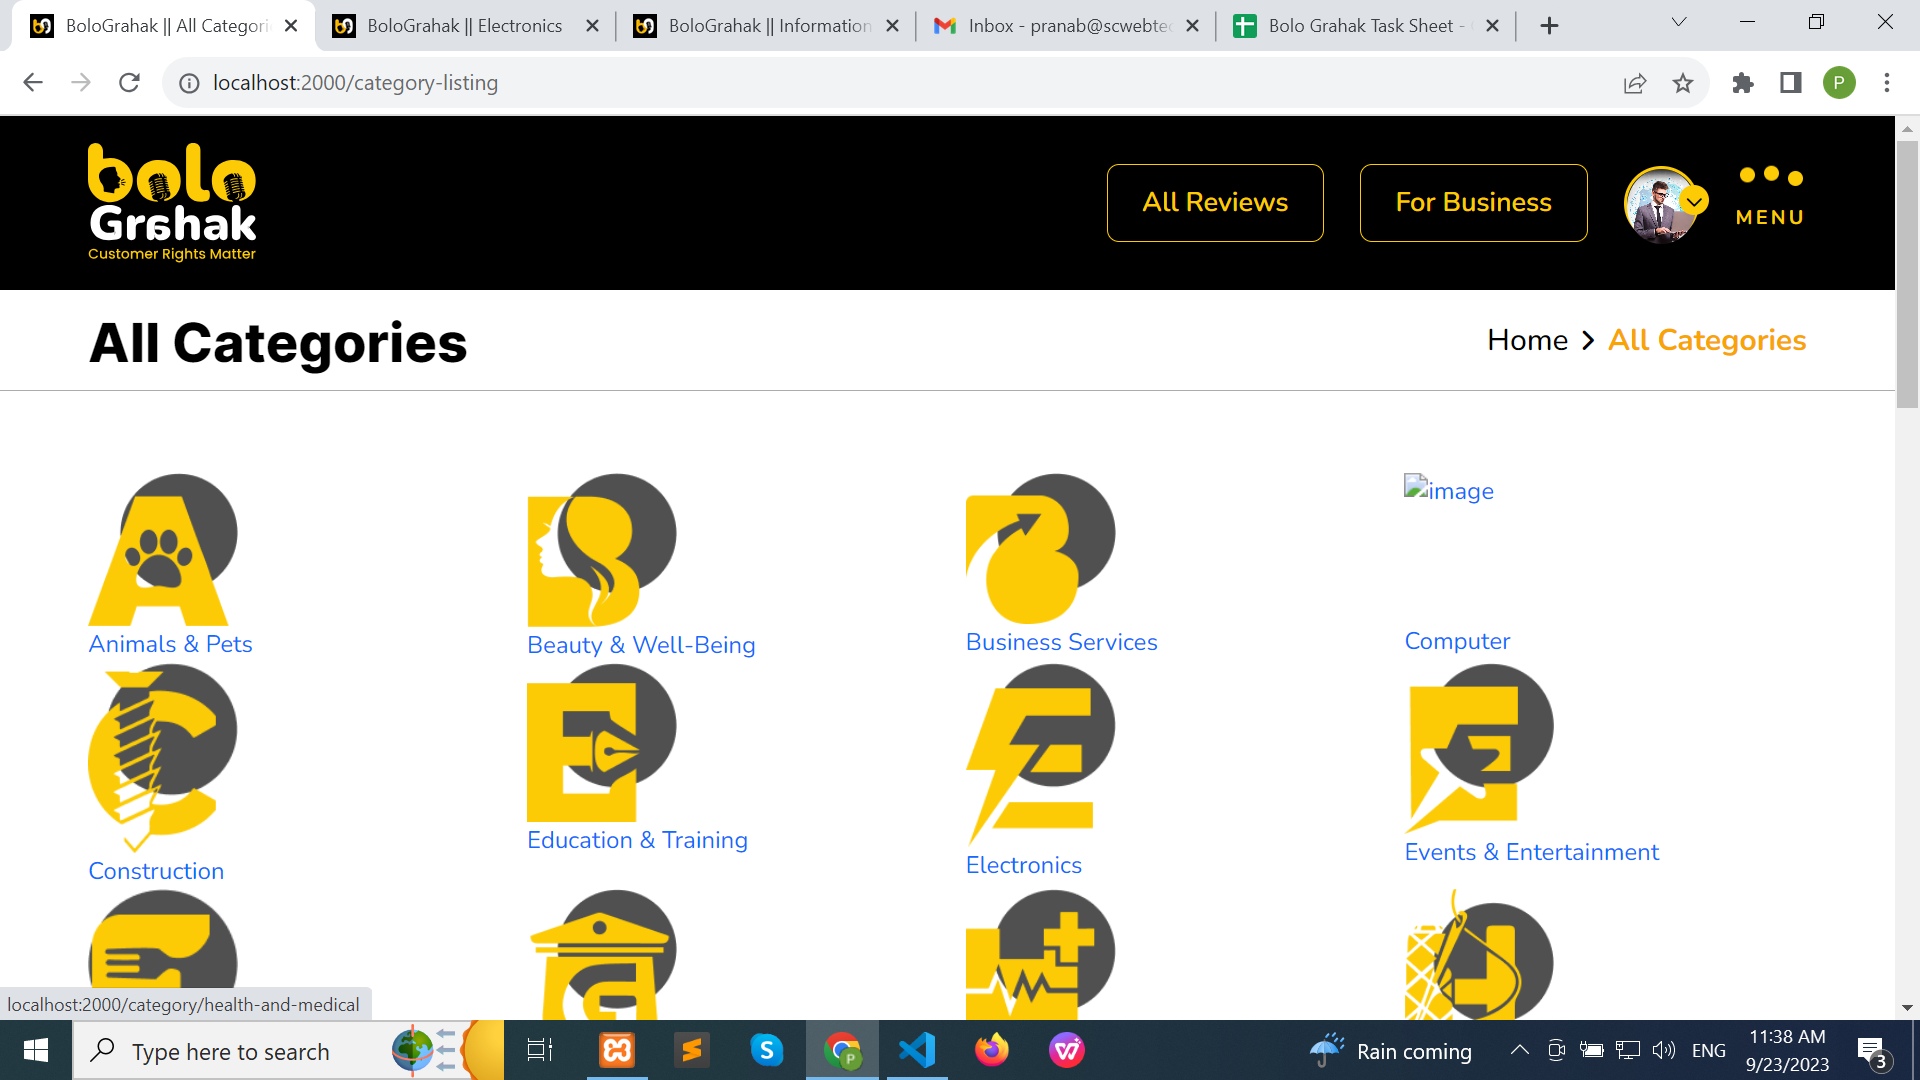 BoloGrahak || All Categori
BoloGrahak || Electronics
BoloGrahak || Information
Inbox - pranab@scwebtec
Bolo Grahak Task Sheet -
localhost:2000/category-listing
P
bolo
Grahak
Customer Rights Matter
All Reviews
For Business
MENU
All Categories
Home > All Categories
image
Animals & Pets
Beauty & Well-Being
Business Services
Computer
Construction
Education & Training
Electronics
Events & Entertainment
localhost:2000/category/health-and-medical
Type here to search
Rain coming
ENG
11:38 AM
9/23/2023
3